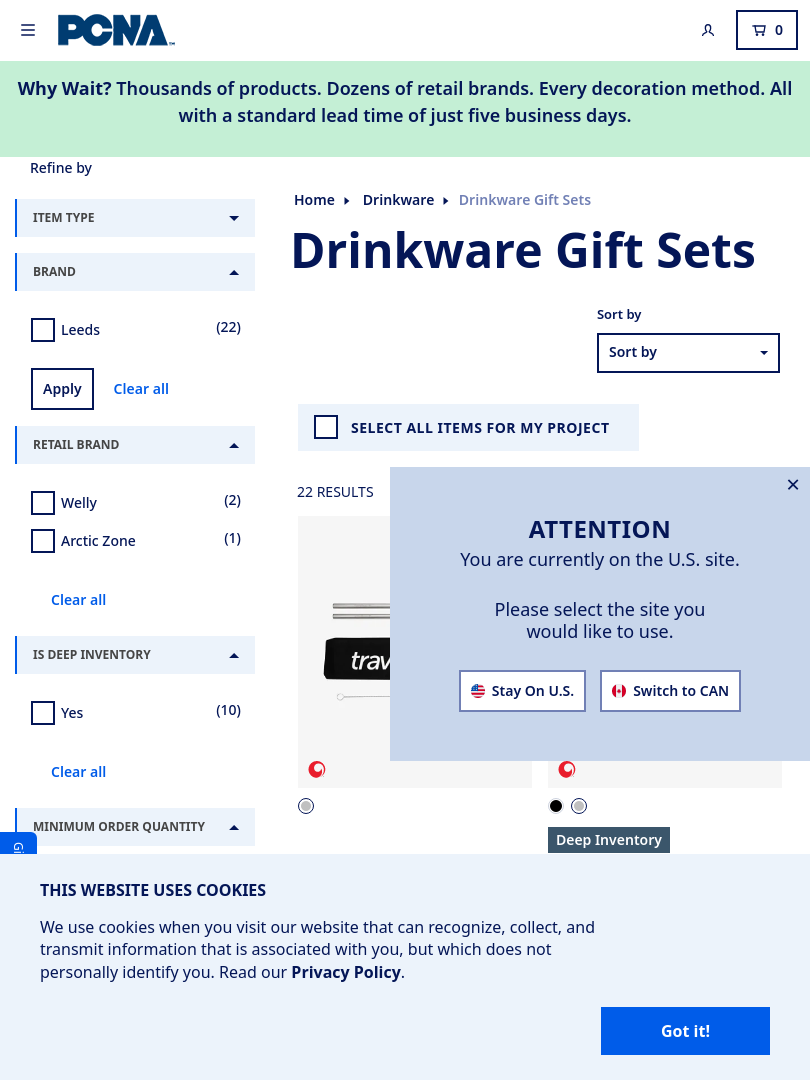 PCNA
0
Why Wait? Thousands of products. Dozens of retail brands. Every decoration method. All
with a standard lead time of just five business days.
Refine by
ITEM TYPE
BRAND
Leeds (22)
Apply Clear all
RETAIL BRAND
Welly (2)
Arctic Zone (1)
Clear all
IS DEEP INVENTORY
Yes (10)
Clear all
MINIMUM ORDER QUANTITY
Home Drinkware Drinkware Gift Sets
Drinkware Gift Sets
Sort by
Sort by
SELECT ALL ITEMS FOR MY PROJECT
22 RESULTS
ATTENTION
You are currently on the U.S. site.
Please select the site you
would like to use.
Stay On U.S. Switch to CAN
Deep Inventory
THIS WEBSITE USES COOKIES
We use cookies when you visit our website that can recognize, collect, and
transmit information that is associated with you, but which does not
personally identify you. Read our Privacy Policy.
Got it!